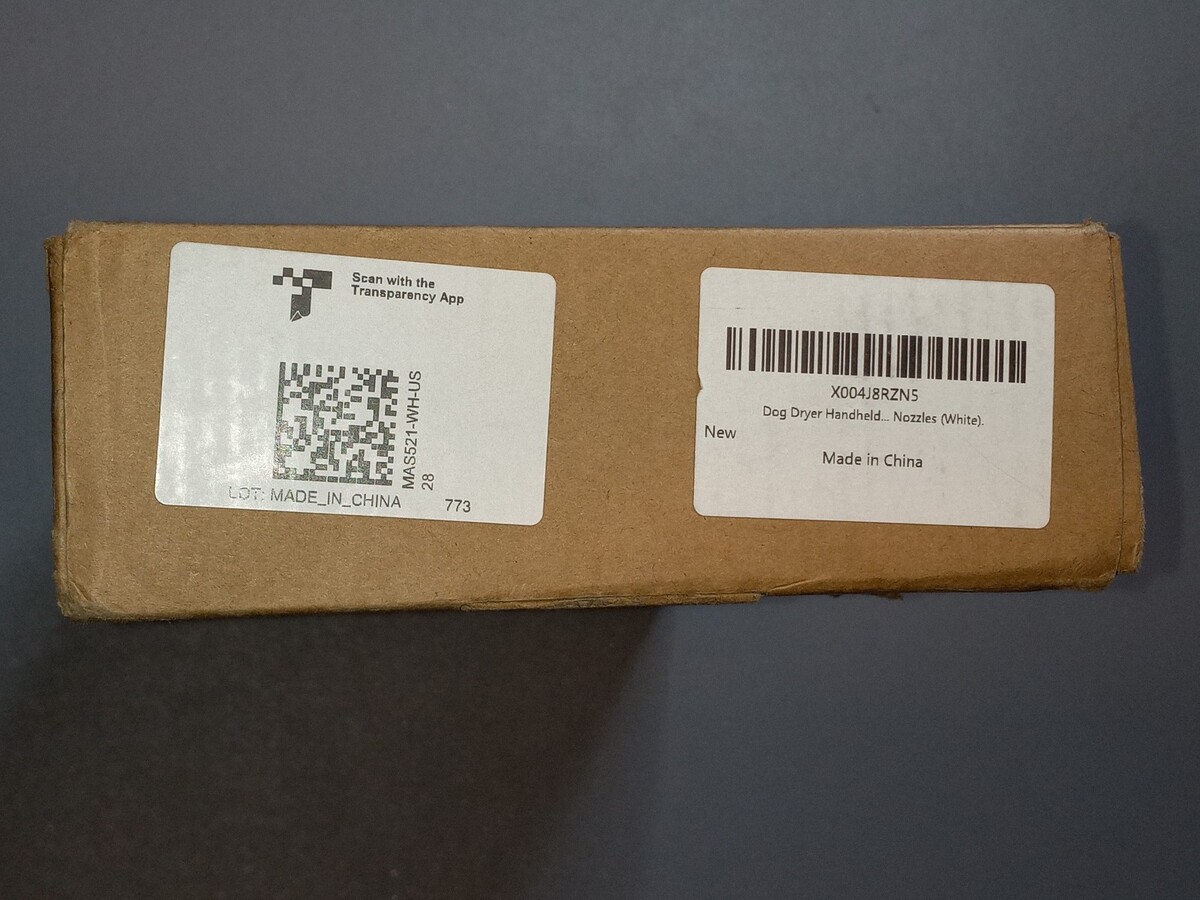 Scan with the
Transparency App
MAS521-WH-US
28
LOT: MADE_IN_CHINA
773
X004J8RZN5
Dog Dryer Handheld... Nozzles (White).
New
Made in China